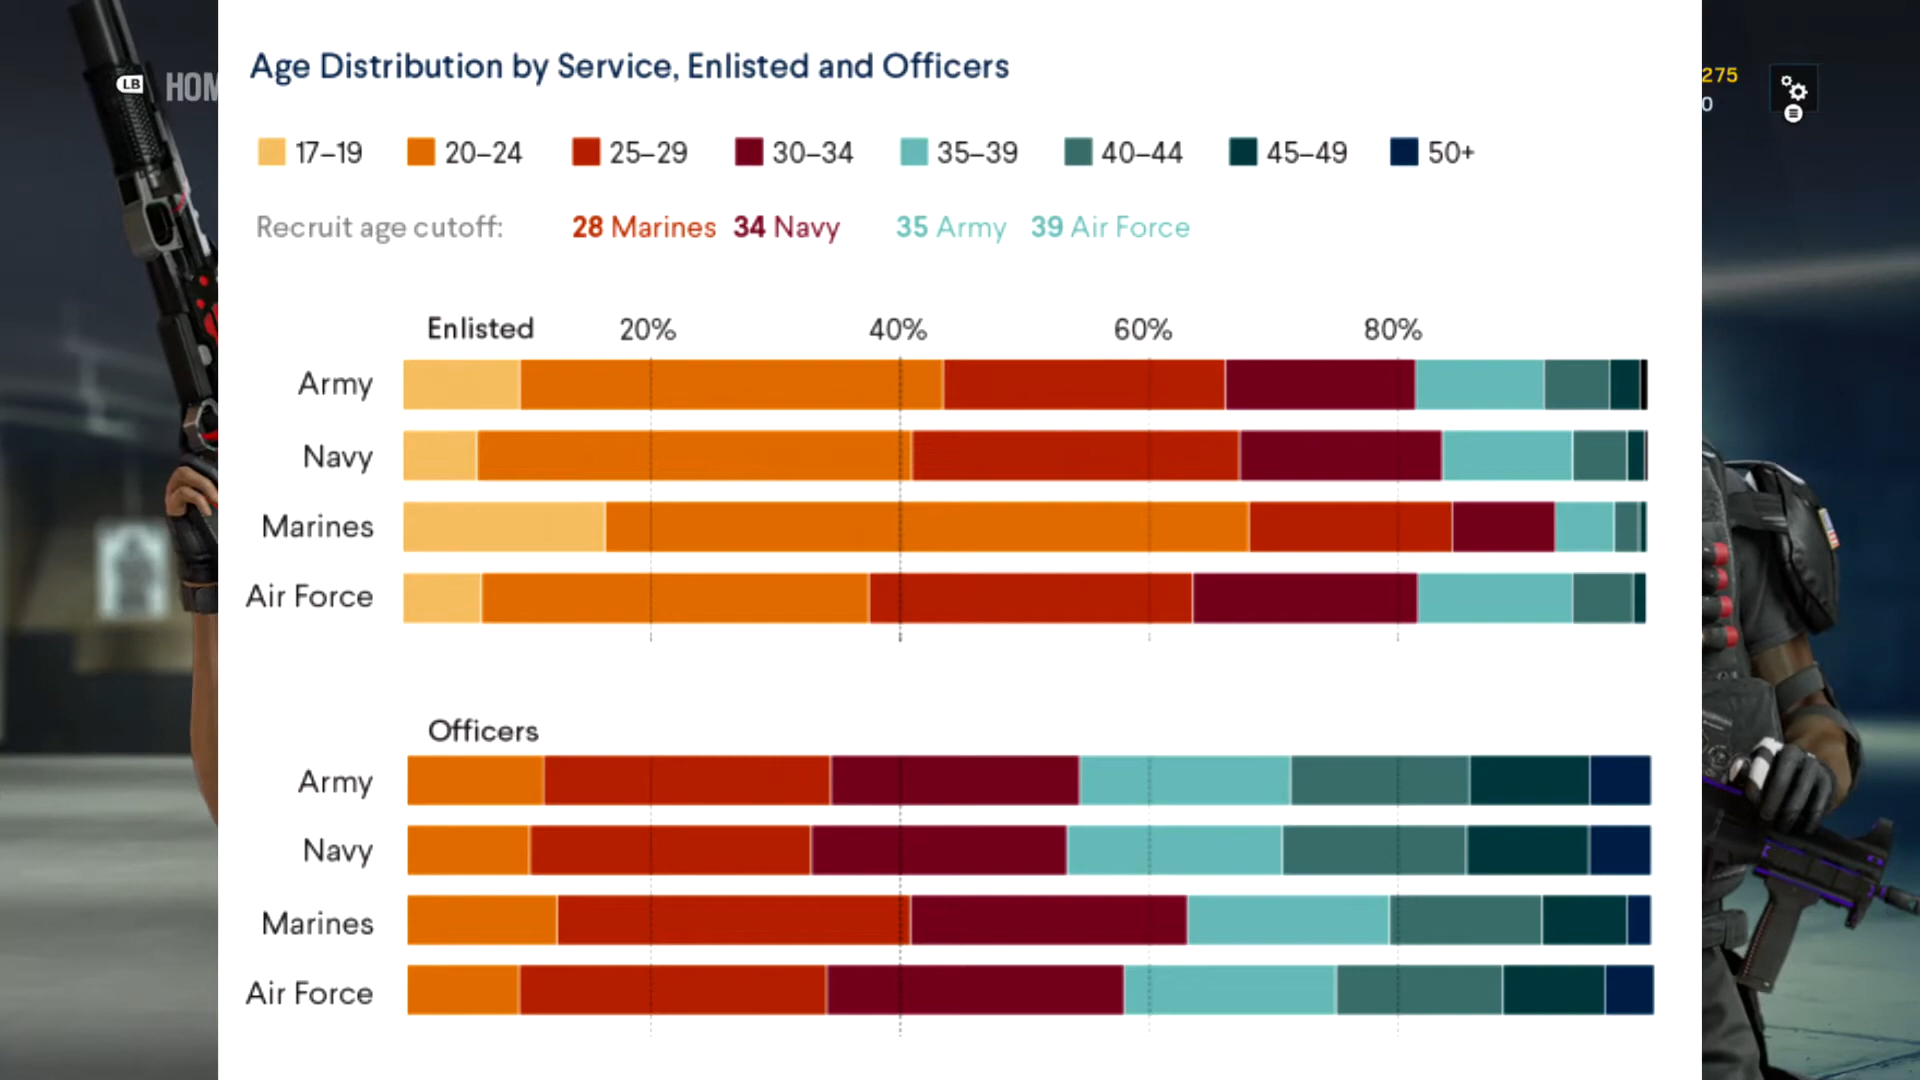 Age Distribution by Service, Enlisted and Officers
LB
275
0
17–19 20–24 25–29 30–34 35–39 40–44 45–49 50+
Recruit age cutoff: 28 Marines 34 Navy 35 Army 39 Air Force
Enlisted 20% 40% 60% 80%
Army
Navy
Marines
Air Force
Officers
Army
Navy
Marines
Air Force